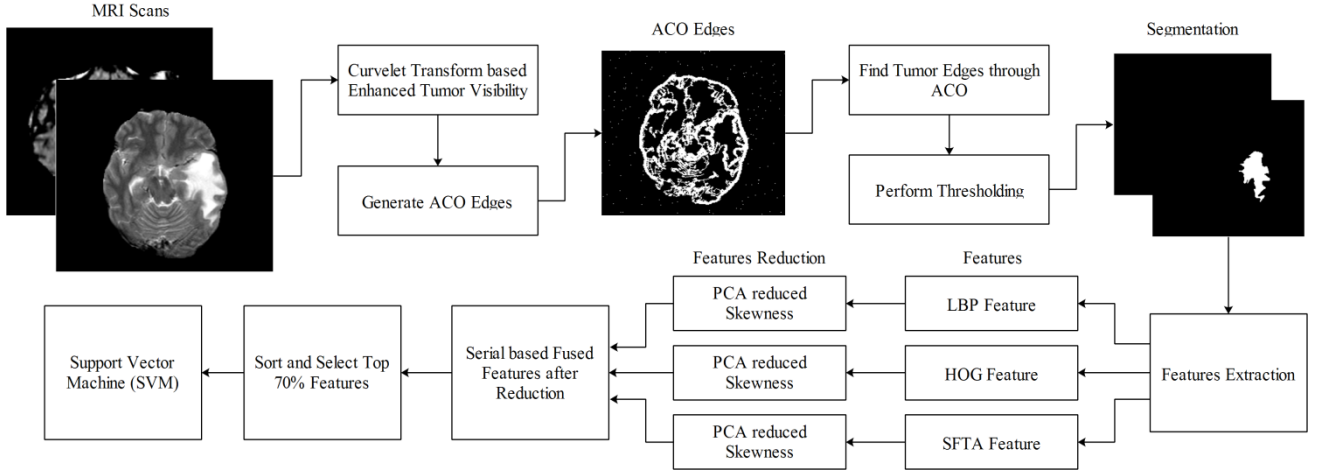 MRI Scans
Curvelet Transform based
Enhanced Tumor Visibility
Generate ACO Edges
ACO Edges
Find Tumor Edges through
ACO
Perform Thresholding
Segmentation
Features Extraction
Features
LBP Feature
HOG Feature
SFTA Feature
Features Reduction
PCA reduced
Skewness
PCA reduced
Skewness
PCA reduced
Skewness
Serial based Fused
Features after
Reduction
Sort and Select Top
70% Features
Support Vector
Machine (SVM)